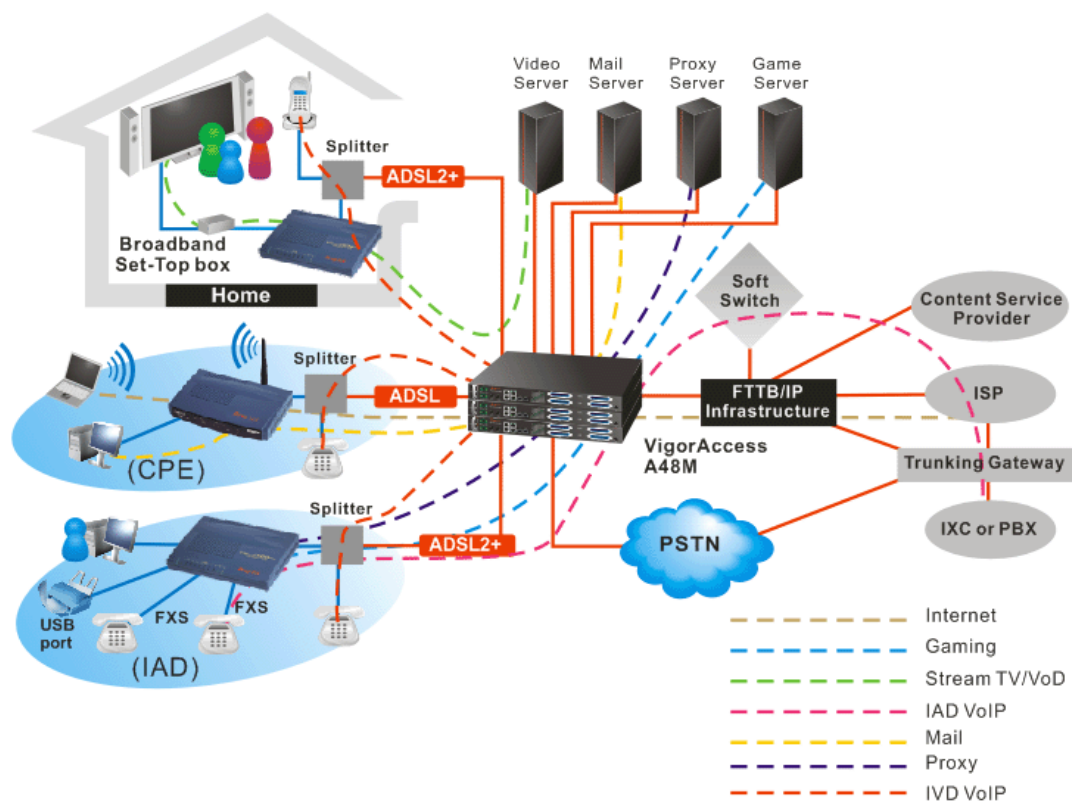 Video
Server
Mail
Server
Proxy
Server
Game
Server
Splitter
ADSL2+
Broadband
Set-Top box
Home
Soft
Switch
Content Service
Provider
Splitter
ADSL
FTTB/IP
Infrastructure
ISP
VigorAccess
A48M
(CPE)
Trunking Gateway
Splitter
ADSL2+
PSTN
IXC or PBX
USB
port
FXS
FXS
(IAD)
Internet
Gaming
Stream TV/VoD
IAD VoIP
Mail
Proxy
IVD VoIP